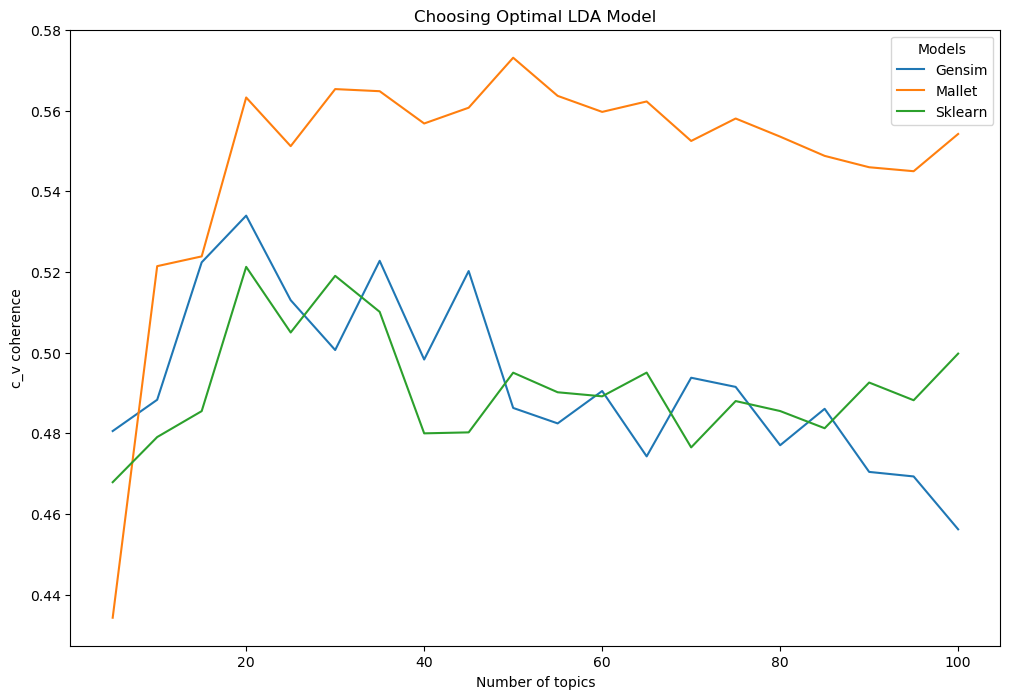 Choosing Optimal LDA Model
Models
Gensim
Mallet
Sklearn
c_v coherence
0.58
0.56
0.54
0.52
0.50
0.48
0.46
0.44
20 40 60 80 100
Number of topics